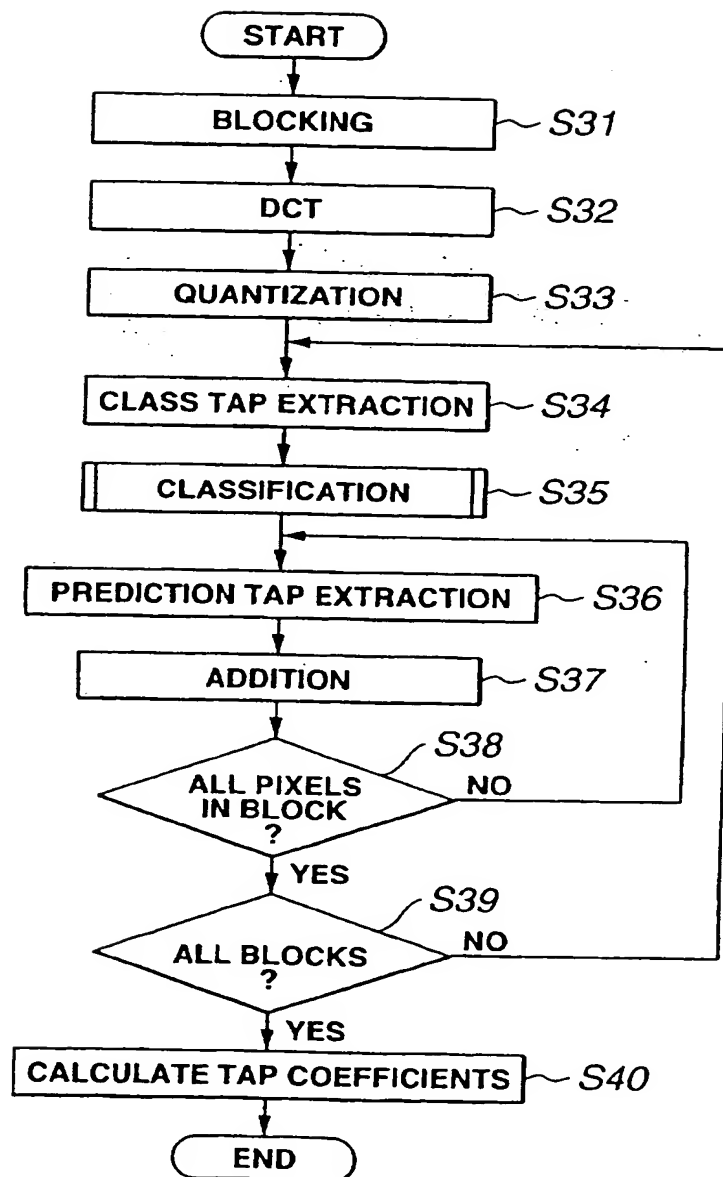 START
BLOCKING
S31
DCT
S32
QUANTIZATION
S33
CLASS TAP EXTRACTION
S34
CLASSIFICATION
S35
PREDICTION TAP EXTRACTION
S36
ADDITION
S37
S38
ALL PIXELS
IN BLOCK
?
NO
YES
S39
ALL BLOCKS
?
NO
YES
CALCULATE TAP COEFFICIENTS
S40
END